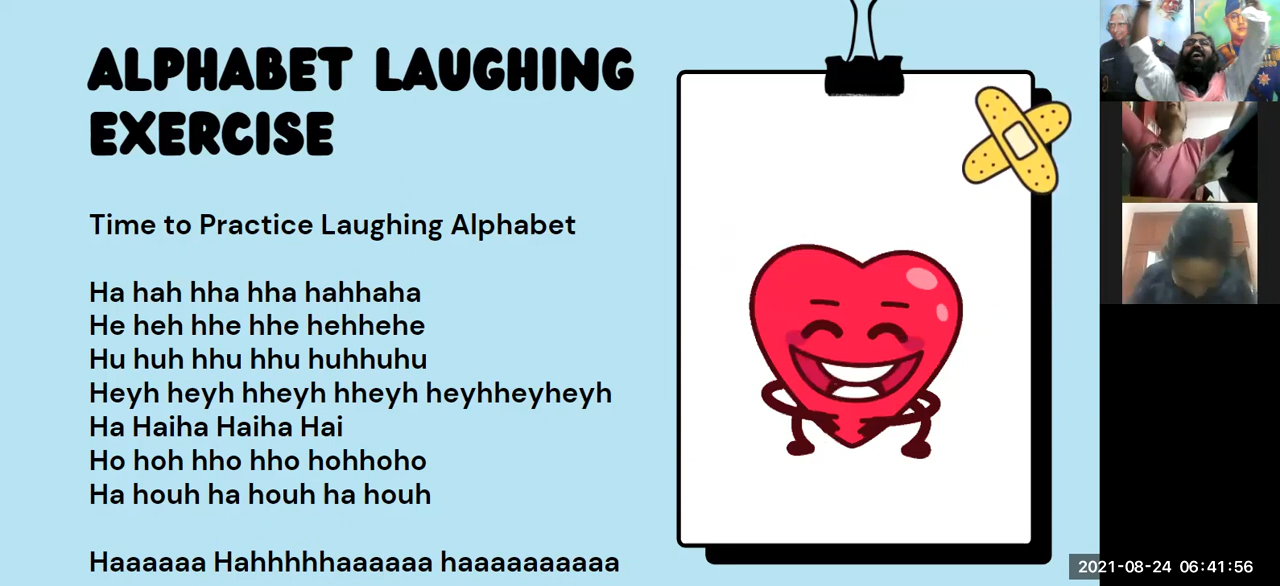 ALPHABET LAUGHING
EXERCISE
Time to Practice Laughing Alphabet
Ha hah hha hha hahhaha
He heh hhe hhe hehhehe
Hu huh hhu hhu huhhuhu
Heyh heyh hheyh hheyh heyhheyheyh
Ha Haiha Haiha Hai
Ho hoh hho hho hohhoho
Ha houh ha houh ha houh
Haaaaaa Hahhhhhaaaaaa haaaaaaaaaaa
2021-08-24 06:41:56